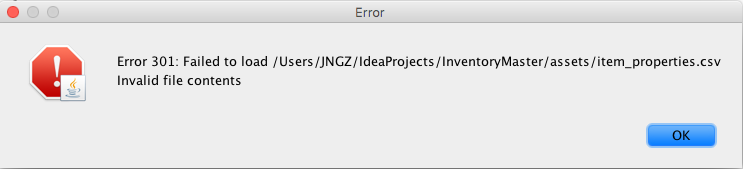 Error
Error 301: Failed to load /Users/JNGZ/IdeaProjects/InventoryMaster/assets/item_properties.csv
Invalid file contents
OK